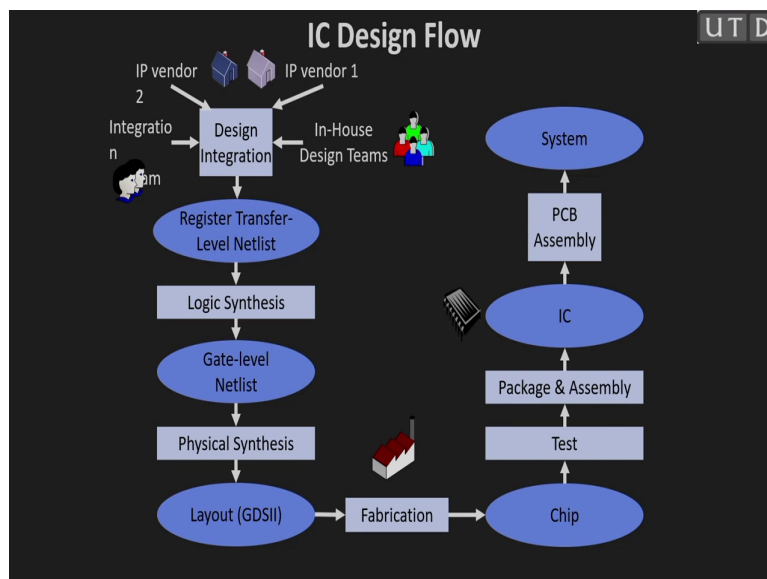 IC Design Flow
UT D
IP vendor
2
IP vendor 1
Integratio
n
am
Design
Integration
In-House
Design Teams
Register Transfer-
Level Netlist
Logic Synthesis
Gate-level
Netlist
Physical Synthesis
Layout (GDSII)
Fabrication
Chip
Test
Package & Assembly
IC
PCB
Assembly
System